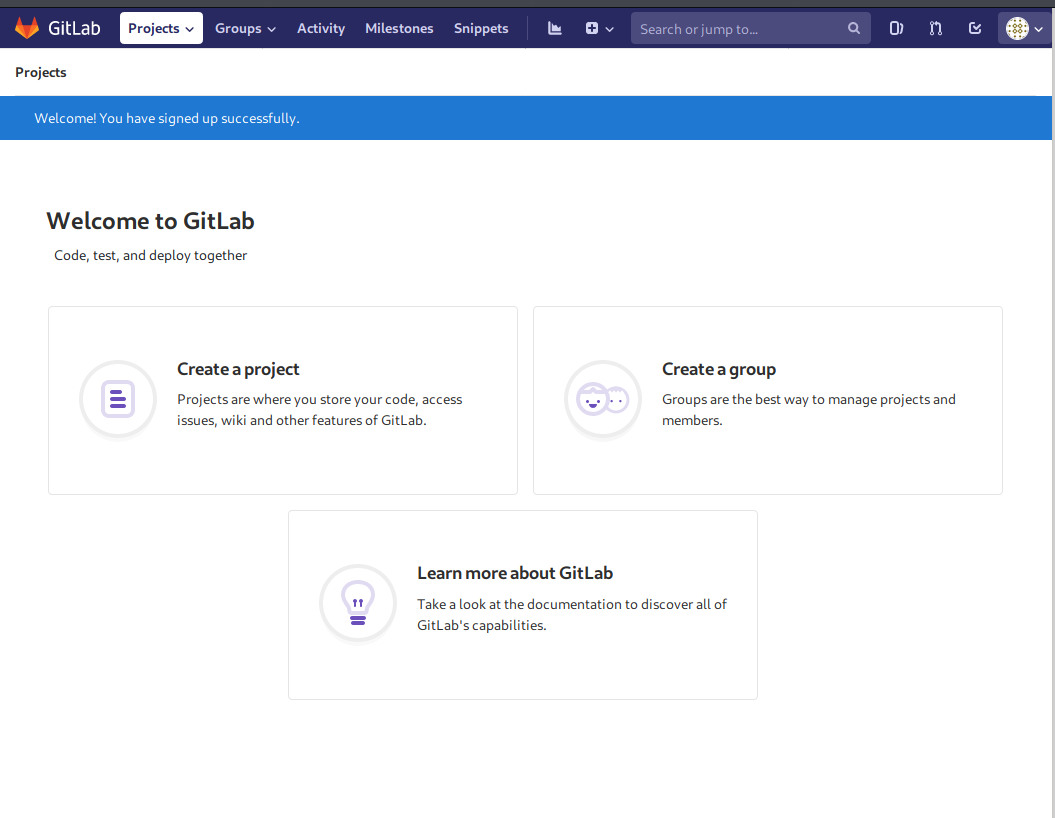 GitLab Projects Groups Activity Milestones Snippets Search or jump to...
Projects
Welcome! You have signed up successfully.
Welcome to GitLab
Code, test, and deploy together
Create a project
Projects are where you store your code, access
issues, wiki and other features of GitLab.
Create a group
Groups are the best way to manage projects and
members.
Learn more about GitLab
Take a look at the documentation to discover all of
GitLab's capabilities.